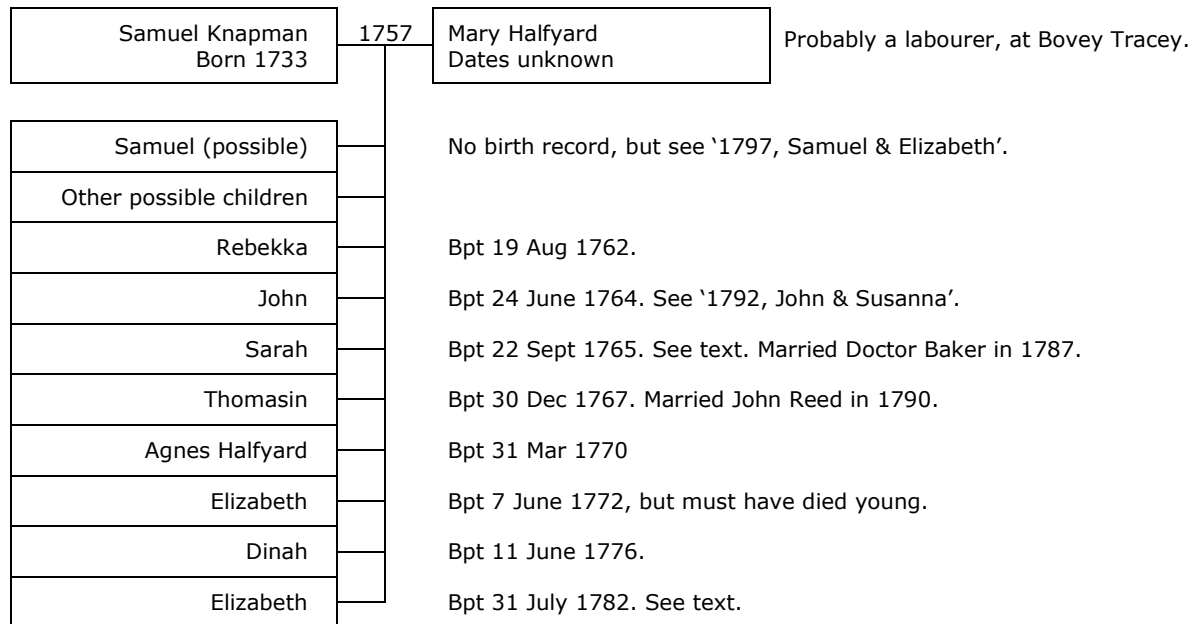 Samuel Knapman
Born 1733
1757
Mary Halfyard
Dates unknown
Probably a labourer, at Bovey Tracey.
Samuel (possible)
No birth record, but see ‘1797, Samuel & Elizabeth’.
Other possible children
Rebekka
Bpt 19 Aug 1762.
John
Bpt 24 June 1764. See ‘1792, John & Susanna’.
Sarah
Bpt 22 Sept 1765. See text. Married Doctor Baker in 1787.
Thomasin
Bpt 30 Dec 1767. Married John Reed in 1790.
Agnes Halfyard
Bpt 31 Mar 1770
Elizabeth
Bpt 7 June 1772, but must have died young.
Dinah
Bpt 11 June 1776.
Elizabeth
Bpt 31 July 1782. See text.